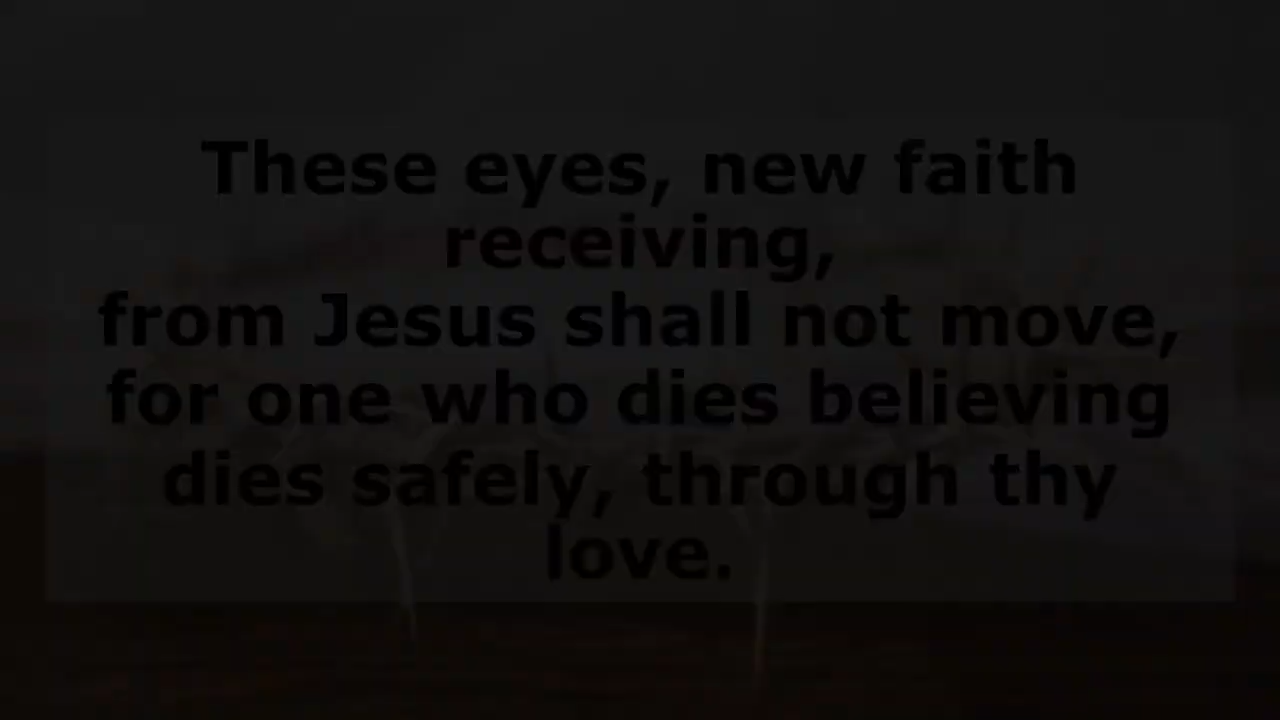 These eyes, new faith
receiving,
from Jesus shall not move,
for one who dies believing
dies safely, through thy
love.